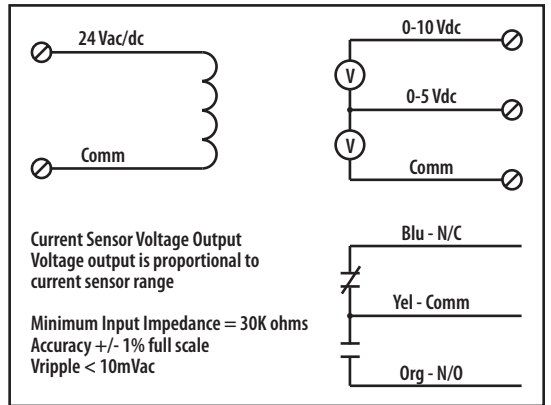 24 Vac/dc
Comm
0-10 Vdc
V
0-5 Vdc
V
Comm
Current Sensor Voltage Output
Voltage output is proportional to
current sensor range
Minimum Input Impedance = 30K ohms
Accuracy +/- 1% full scale
Vripple < 10mVac
Blu - N/C
Yel - Comm
Org - N/O